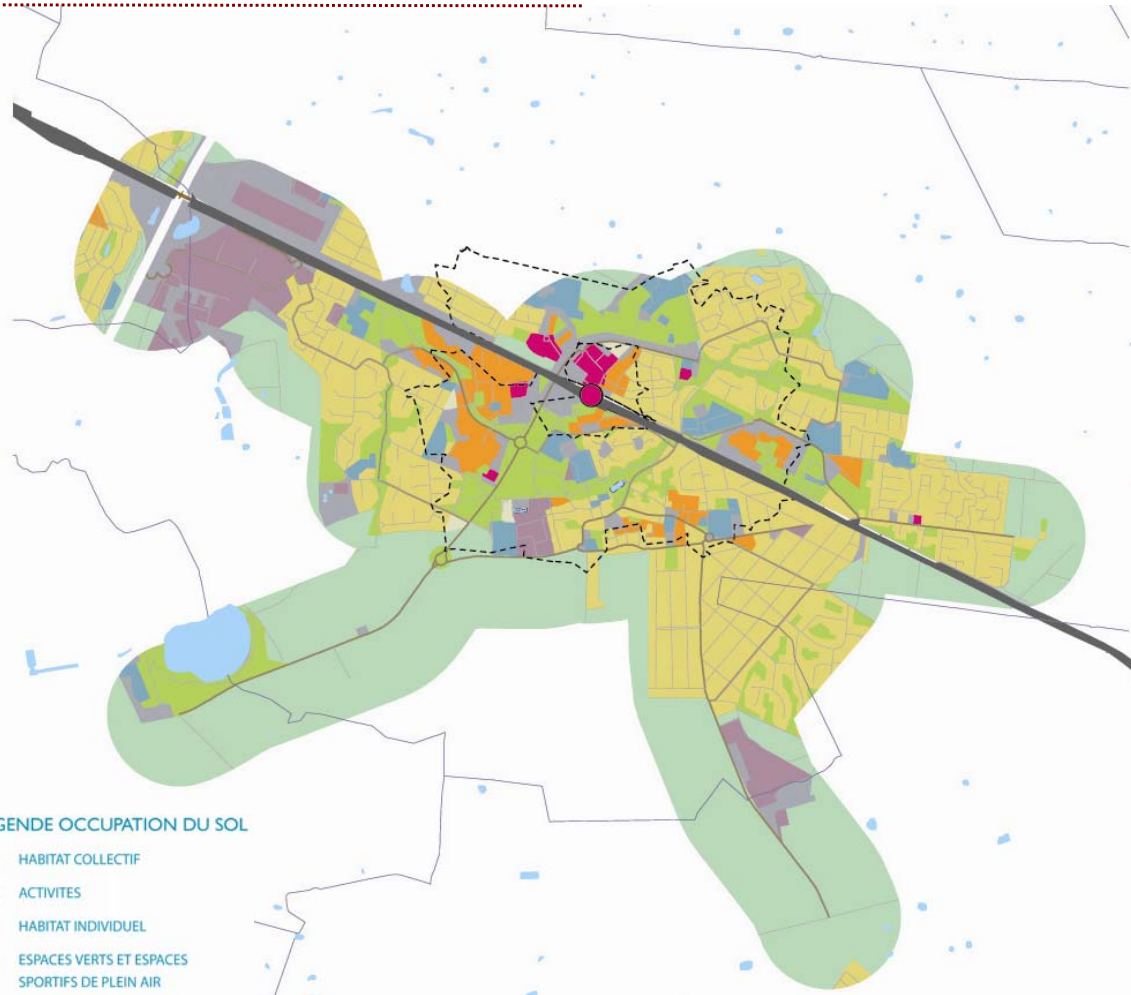 GENDE OCCUPATION DU SOL
HABITAT COLLECTIF
ACTIVITES
HABITAT INDIVIDUEL
ESPACES VERTS ET ESPACES
SPORTIFS DE PLEIN AIR